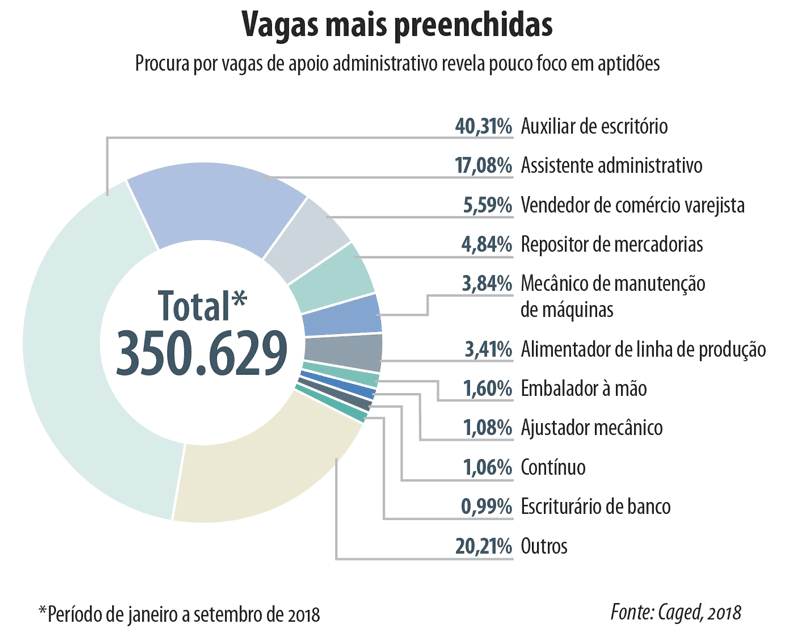 Vagas mais preenchidas
Procura por vagas de apoio administrativo revela pouco foco em aptidões
40,31% Auxiliar de escritório
17,08% Assistente administrativo
5,59% Vendedor de comércio varejista
4,84% Repositor de mercadorias
3,84% Mecânico de manutenção
de máquinas
Total*
350.629
3,41% Alimentador de linha de produção
1,60% Embalador à mão
1,08% Ajustador mecânico
1,06% Contínuo
0,99% Escriturário de banco
20,21% Outros
*Período de janeiro a setembro de 2018
Fonte: Caged, 2018